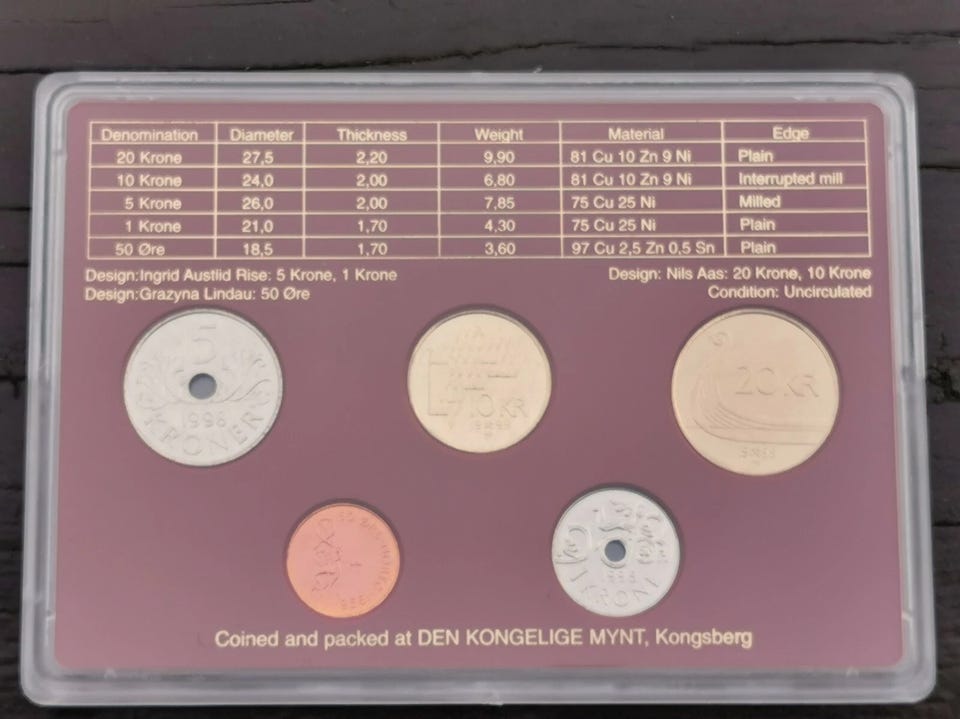 Denomination Diameter Thickness Weight Material Edge
20 Krone 27,5 2,20 9,90 81 Cu 10 Zn 9 Ni Plain
10 Krone 24,0 2,00 6,80 81 Cu 10 Zn 9 Ni Interrupted mill
5 Krone 26,0 2,00 7,85 75 Cu 25 Ni Milled
1 Krone 21,0 1,70 4,30 75 Cu 25 Ni Plain
50 Øre 18,5 1,70 3,60 97 Cu 2,5 Zn 0,5 Sn Plain
Design:Ingrid Austlid Rise: 5 Krone, 1 Krone Design: Nils Aas: 20 Krone, 10 Krone
Design:Grazyna Lindau: 50 Øre Condition: Uncirculated
5
1998
KRONER
10 KR
20 KR
1998
1 KRONE
Coined and packed at DEN KONGELIGE MYNT, Kongsberg